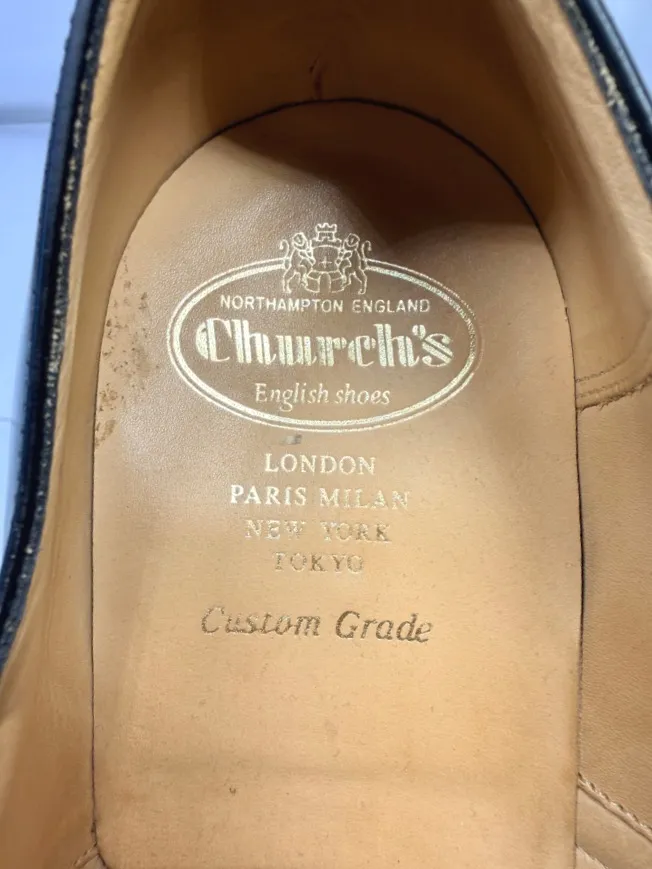 NORTHAMPTON ENGLAND
Church's
English shoes
LONDON
PARIS MILAN
NEW YORK
TOKYO
Custom Grade